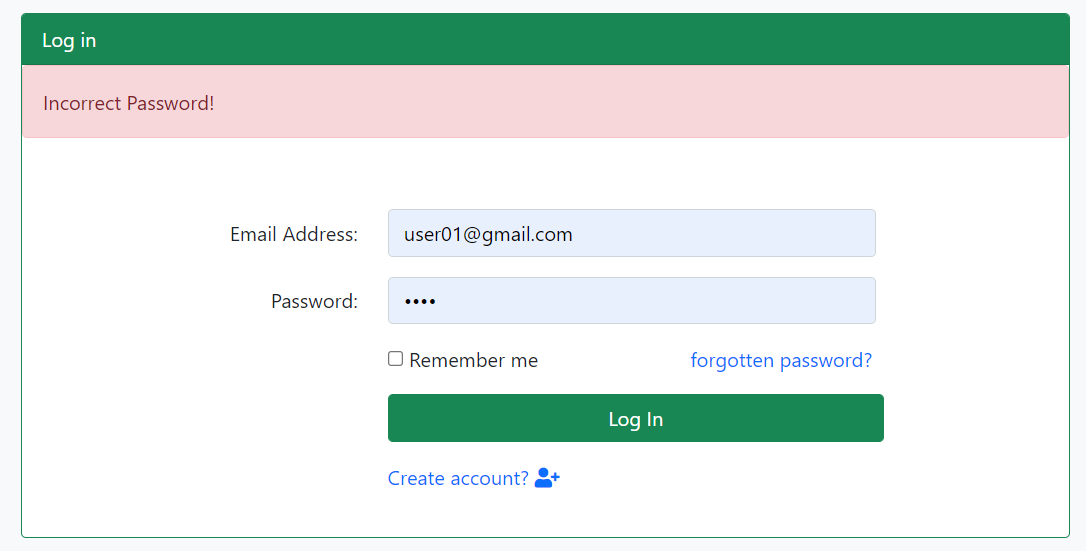 Log in
Incorrect Password!
Email Address: user01@gmail.com
Password: ••••
Remember me forgotten password?
Log In
Create account?